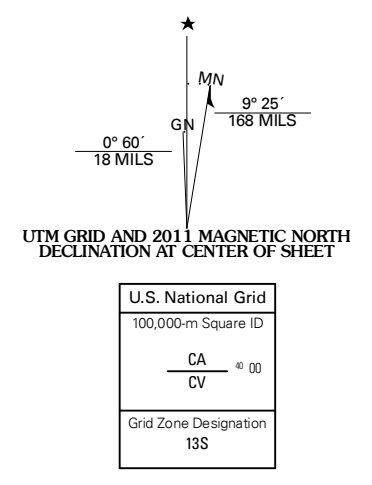 MN
9° 25´
168 MILS
GN
0° 60´
18 MILS
UTM GRID AND 2011 MAGNETIC NORTH
DECLINATION AT CENTER OF SHEET
U.S. National Grid
100,000-m Square ID
CA
40 00
CV
Grid Zone Designation
13S